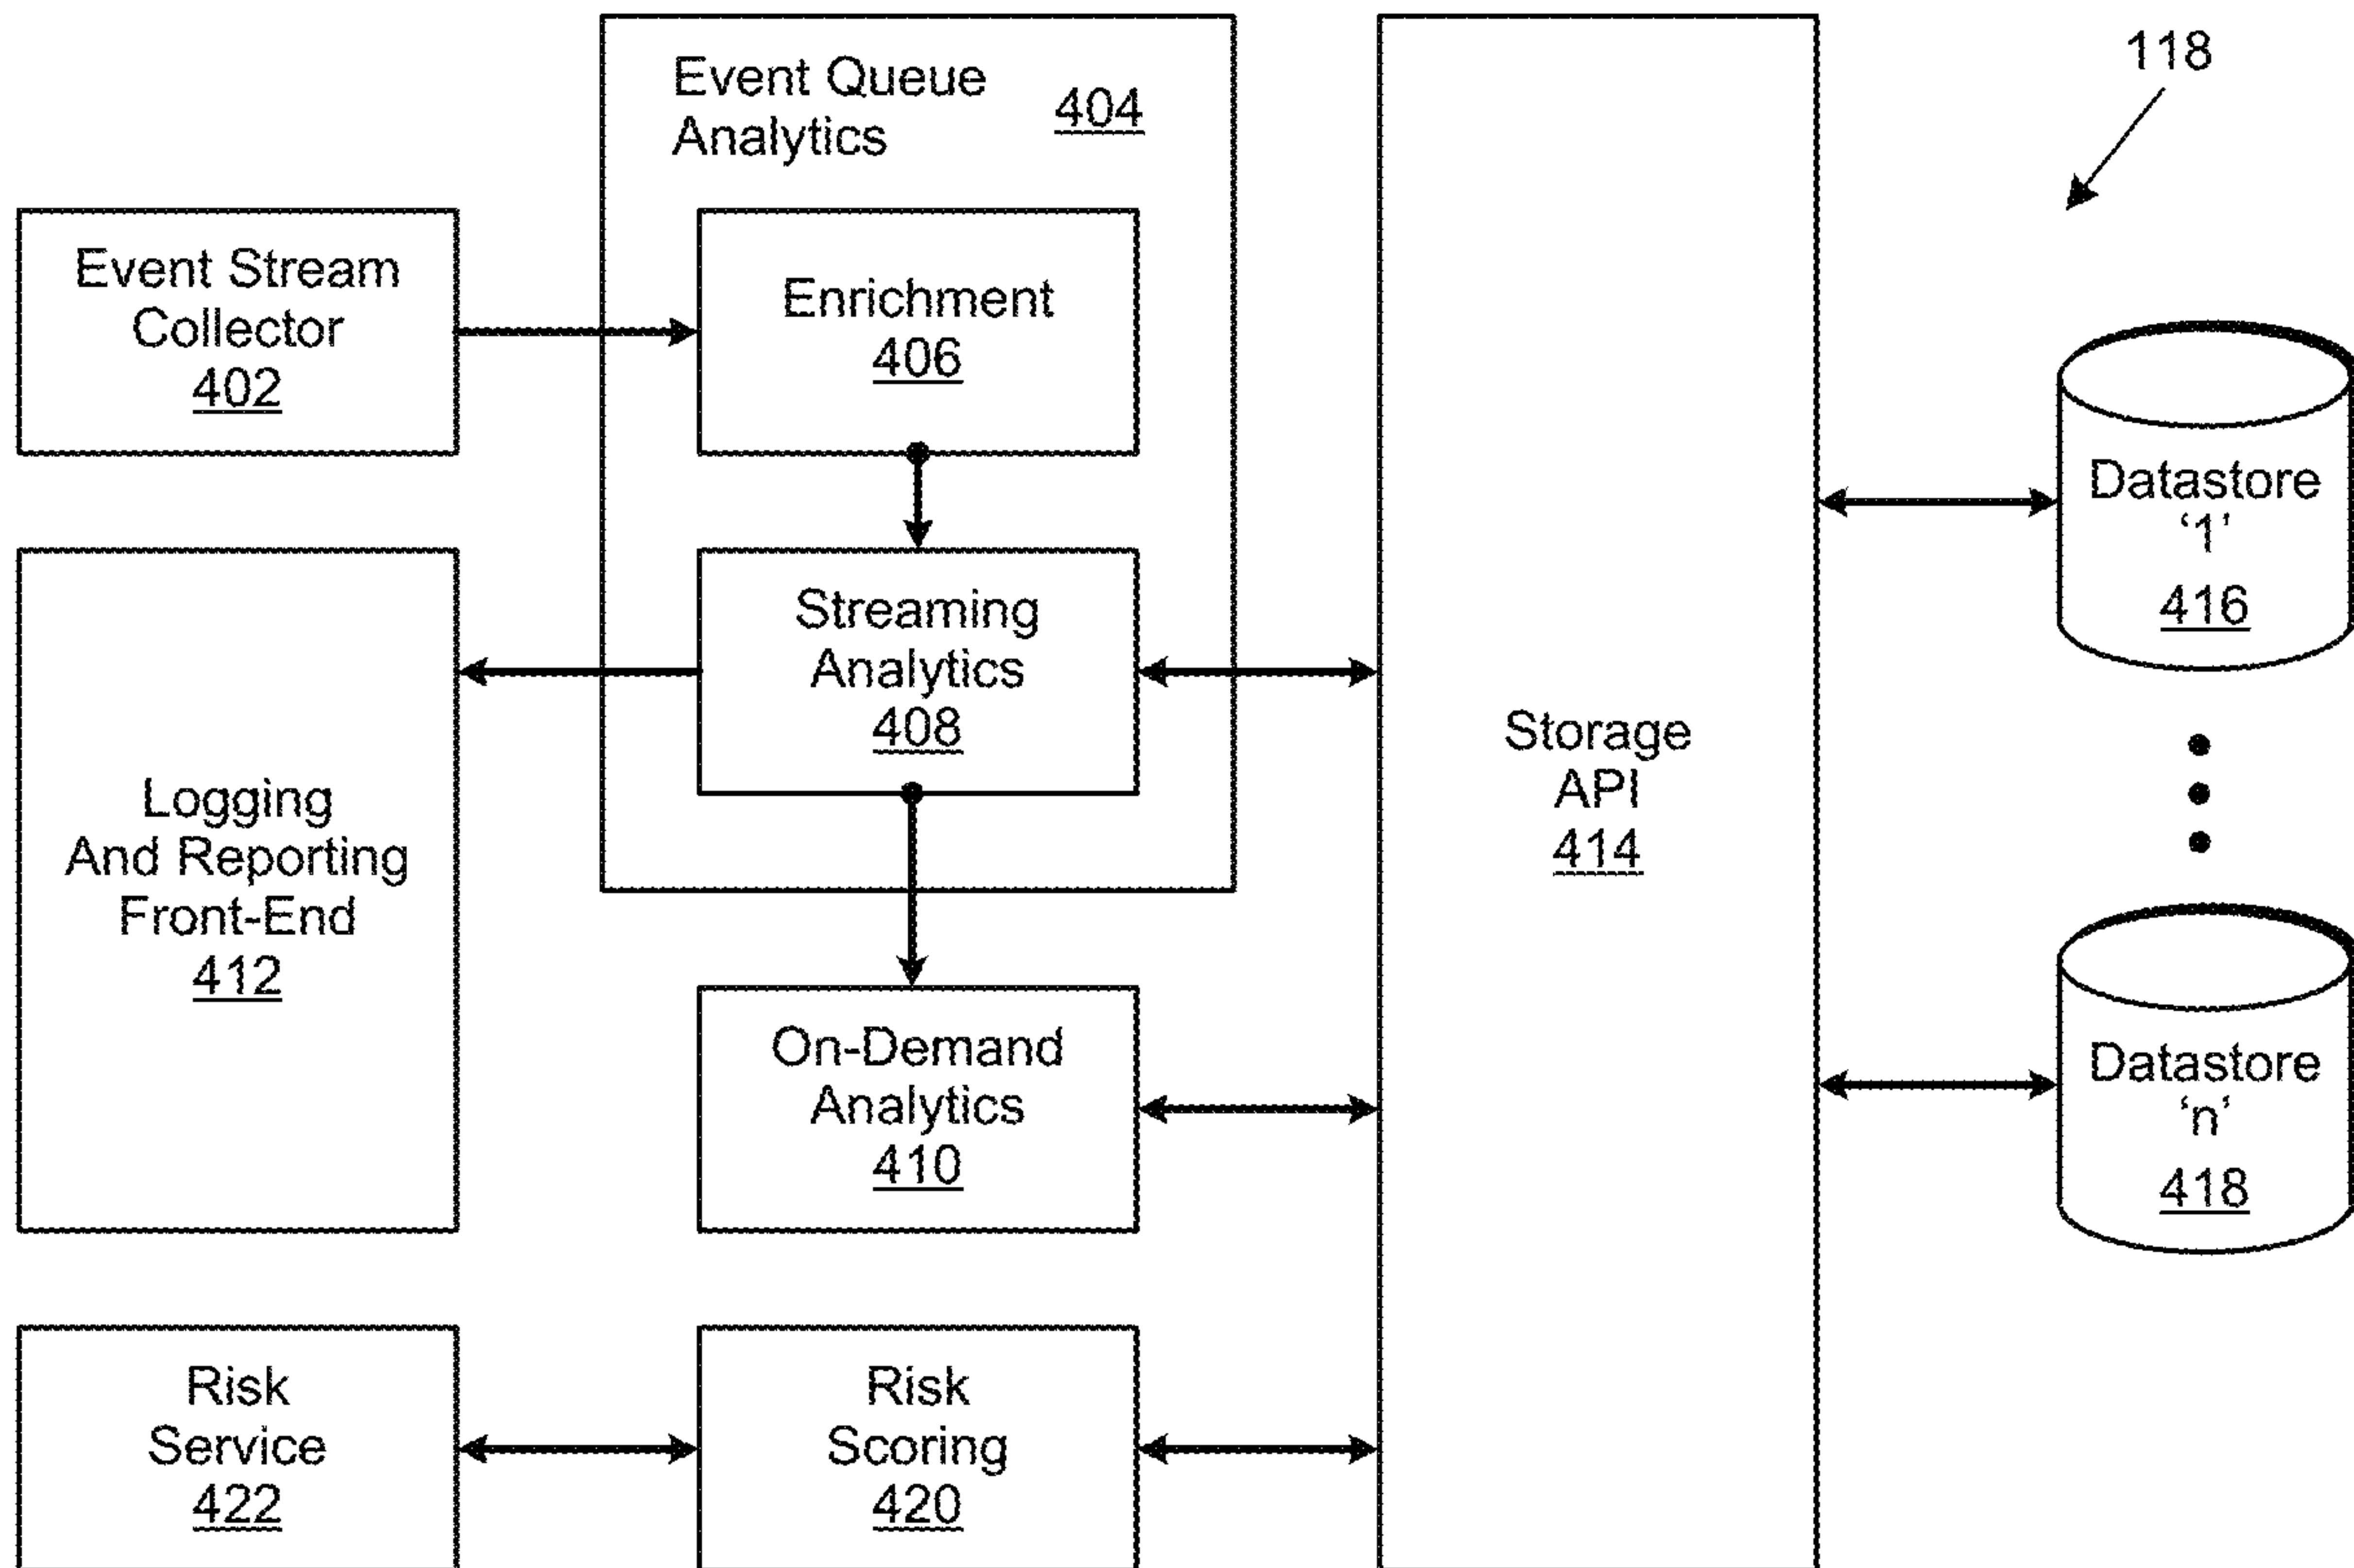 Event Queue
Analytics
404
118
Event Stream
Collector
402
Enrichment
406
Streaming
Analytics
408
Logging
And Reporting
Front-End
412
On-Demand
Analytics
410
Storage
API
414
Datastore
‘1’
416
Datastore
‘n’
418
Risk
Service
422
Risk
Scoring
420